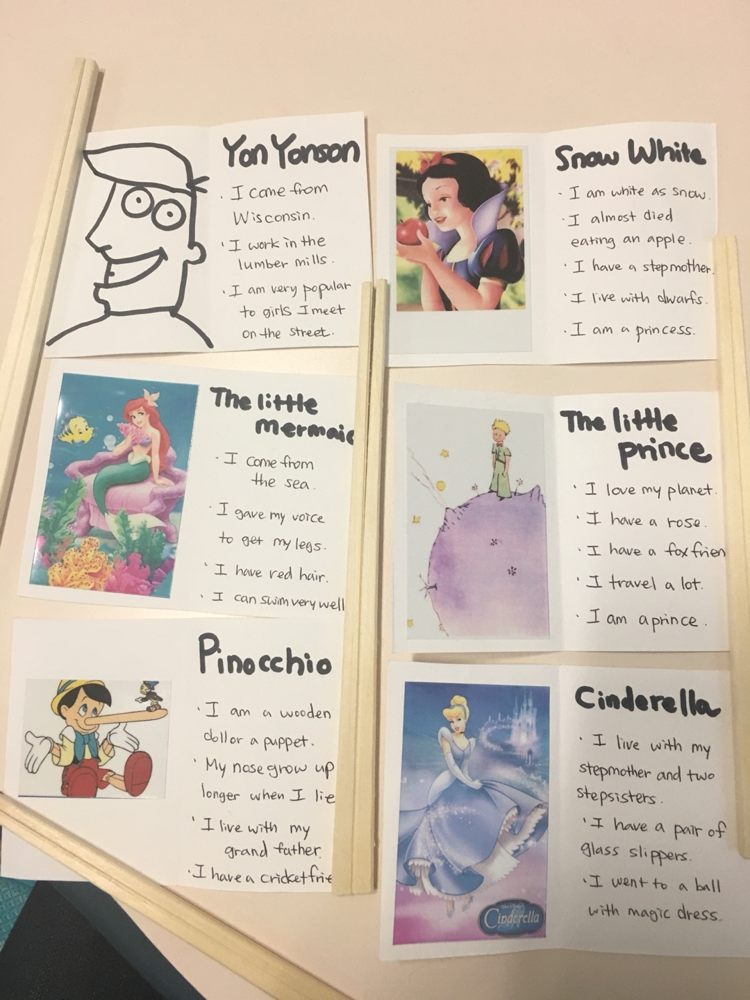 Yon Yonson
· I come from
Wisconsin.
· I work in the
lumber mills.
· I am very popular
to girls I meet
on the street.
Snow White
· I am white as snow.
· I almost died
eating an apple.
· I have a stepmother.
· I live with dwarfs.
· I am a princess.
The little
mermaid
· I come from
the sea.
· I gave my voice
to get my legs.
· I have red hair.
· I can swim very well
The little
prince
· I love my planet.
· I have a rose.
· I have a fox frien
· I travel a lot.
· I am a prince.
Pinocchio
· I am a wooden
doll or a puppet.
· My nose grow up
longer when I lie
· I live with my
grand father.
· I have a cricket frie
Cinderella
· I live with my
stepmother and two
stepsisters.
· I have a pair of
glass slippers.
· I went to a ball
with magic dress.
Walt Disney's
Cinderella